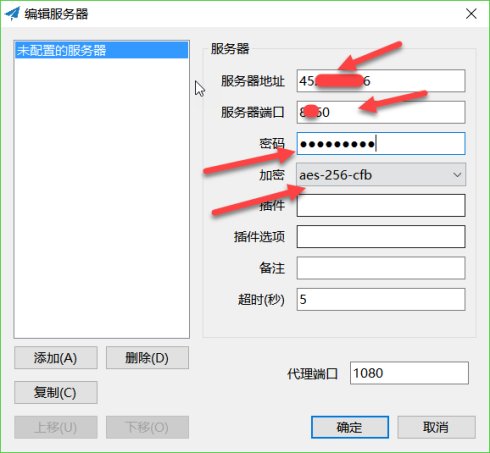 编辑服务器
未配置的服务器
服务器
服务器地址 45 6
服务器端口 8 60
密码 ●●●●●●●●●
加密 aes-256-cfb
插件
插件选项
备注
超时(秒) 5
添加(A) 删除(D)
代理端口 1080
复制(C)
上移(U) 下移(O) 确定 取消